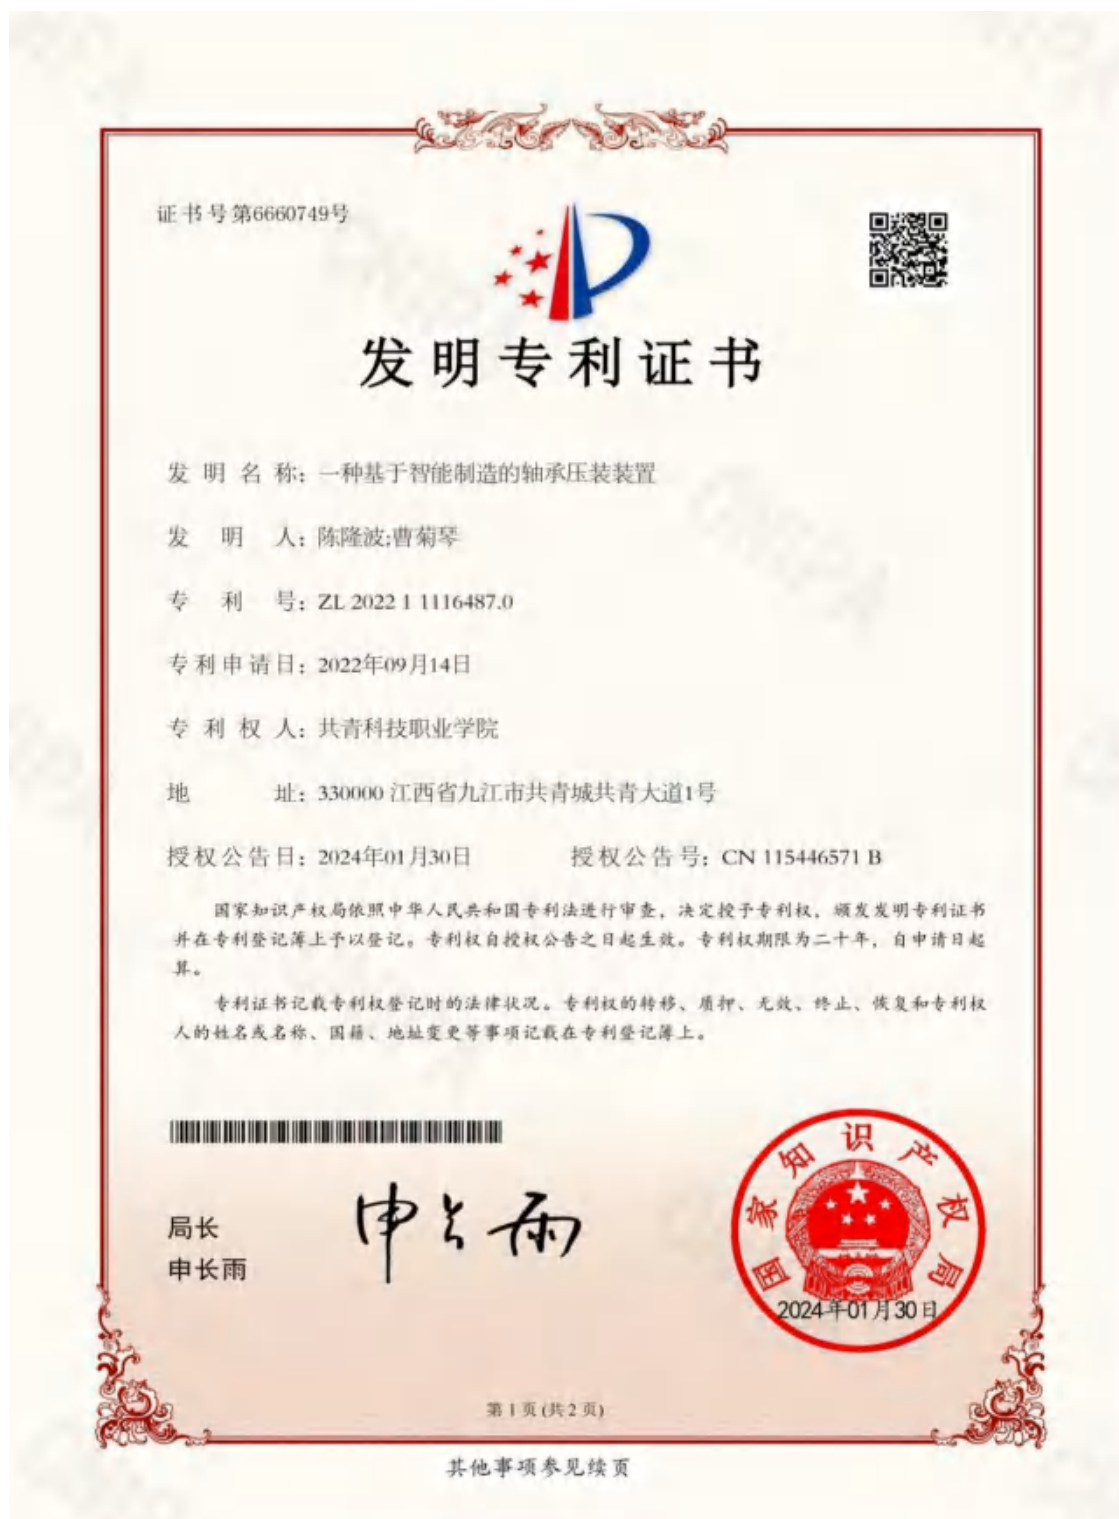 证书号第6660749号
发明专利证书
发明名称：一种基于智能制造的轴承压装装置
发明人：陈隆波;曹菊琴
专利号：ZL 2022 1 1116487.0
专利申请日：2022年09月14日
专利权人：共青科技职业学院
地址：330000 江西省九江市共青城共青大道1号
授权公告日：2024年01月30日 授权公告号：CN 115446571 B
国家知识产权局依照中华人民共和国专利法进行审查，决定授予专利权，颁发发明专利证书
并在专利登记簿上予以登记。专利权自授权公告之日起生效。专利权期限为二十年，自申请日起
算。
专利证书记载专利权登记时的法律状况。专利权的转移、质押、无效、终止、恢复和专利权
人的姓名或名称、国籍、地址变更等事项记载在专利登记簿上。
局长
申长雨
申长雨
国家知识产权局
2024年01月30日
第 1 页 (共 2 页)
其他事项参见续页